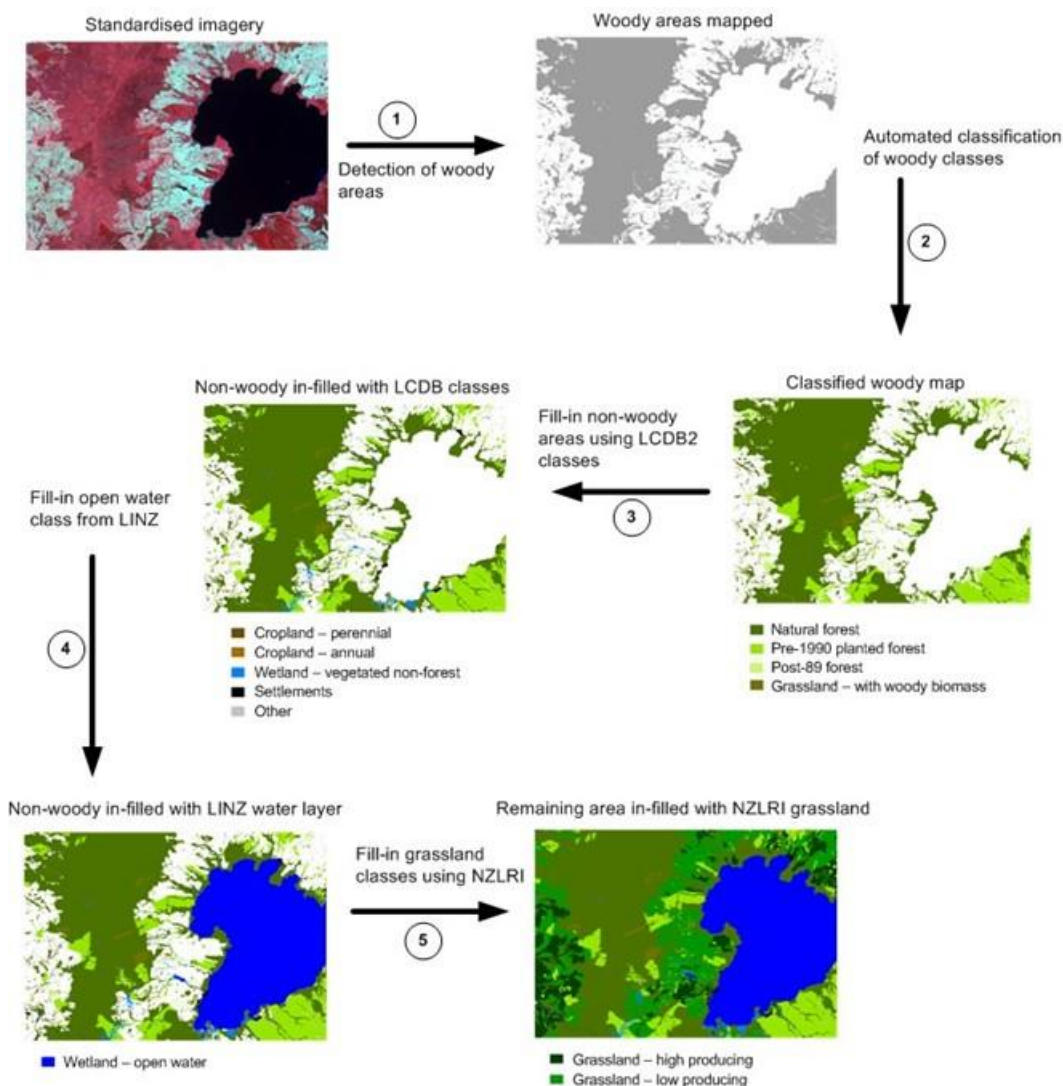 Standardised imagery
Woody areas mapped
1
Detection of woody
areas
Automated classification
of woody classes
2
Classified woody map
Natural forest
Pre-1990 planted forest
Post-89 forest
Grassland – with woody biomass
Fill-in non-woody
areas using LCDB2
classes
3
Non-woody in-filled with LCDB classes
Cropland – perennial
Cropland – annual
Wetland – vegetated non-forest
Settlements
Other
Fill-in open water
class from LINZ
4
Non-woody in-filled with LINZ water layer
Wetland – open water
Fill-in grassland
classes using NZLRI
5
Remaining area in-filled with NZLRI grassland
Grassland – high producing
Grassland – low producing